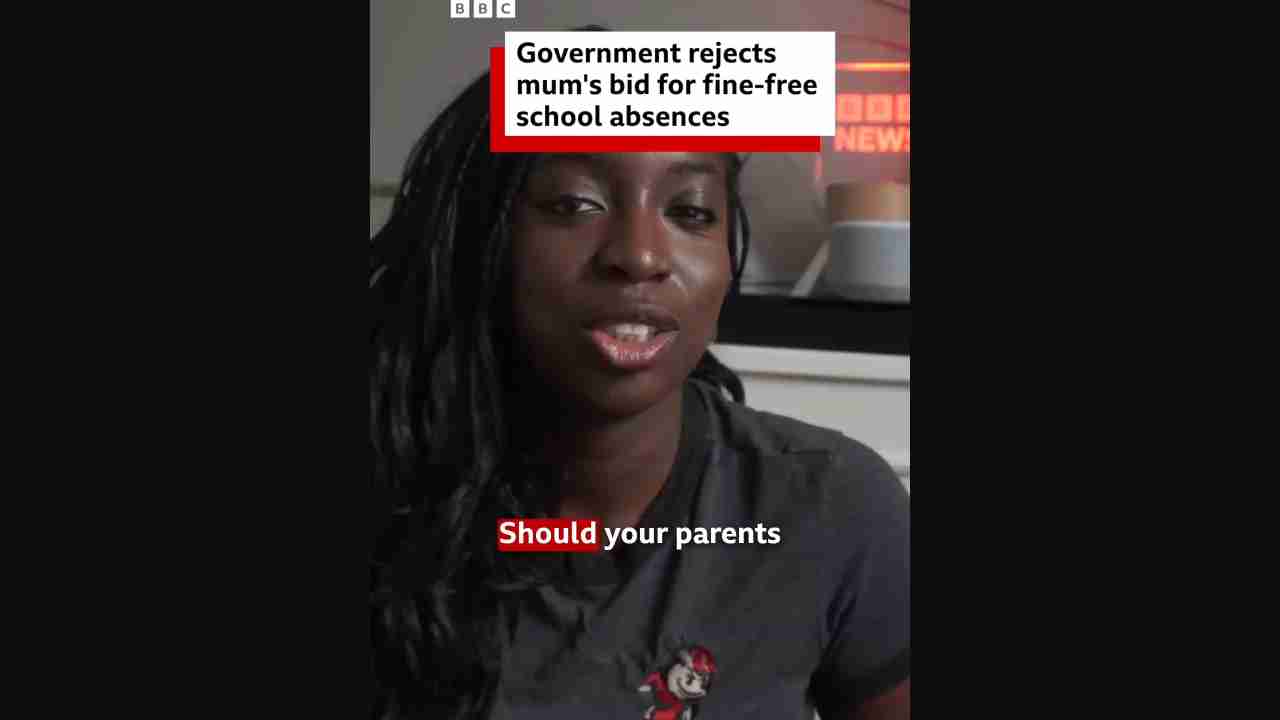 BBC
Government rejects
mum's bid for fine-free
school absences
NEWS
Should your parents